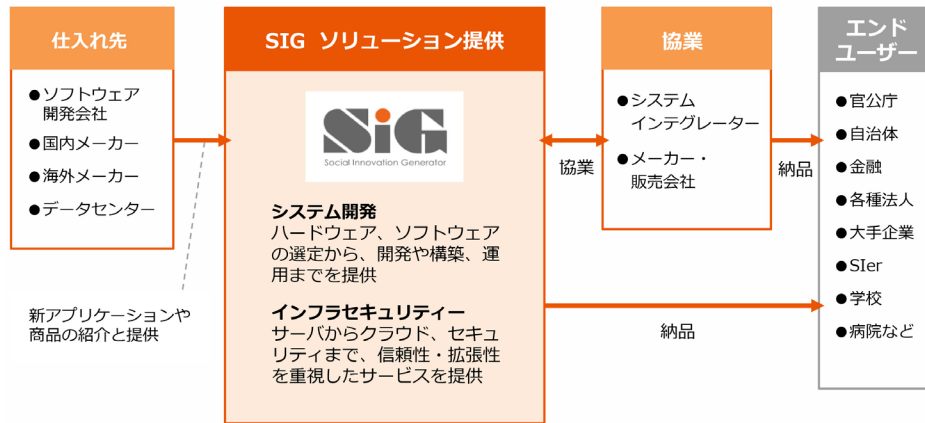 仕入れ先
●ソフトウェア
開発会社
●国内メーカー
●海外メーカー
●データセンター
新アプリケーションや
商品の紹介と提供
SIG ソリューション提供
SiG
Social Innovation Generator
システム開発
ハードウェア、ソフトウェア
の選定から、開発や構築、運
用までを提供
インフラセキュリティー
サーバからクラウド、セキュ
リティまで、信頼性・拡張性
を重視したサービスを提供
協業
協業
●システム
インテグレーター
●メーカー・
販売会社
納品
納品
エンド
ユーザー
●官公庁
●自治体
●金融
●各種法人
●大手企業
●SIer
●学校
●病院など